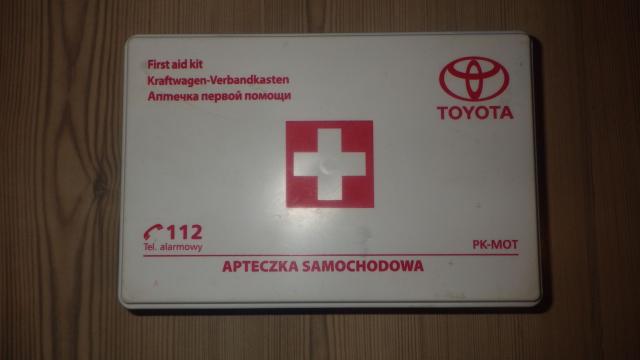 First aid kit
Kraftwagen-Verbandkasten
Аптечка первой помощи
TOYOTA
112
Tel. alarmowy
PK-MOT
APTECZKA SAMOCHODOWA